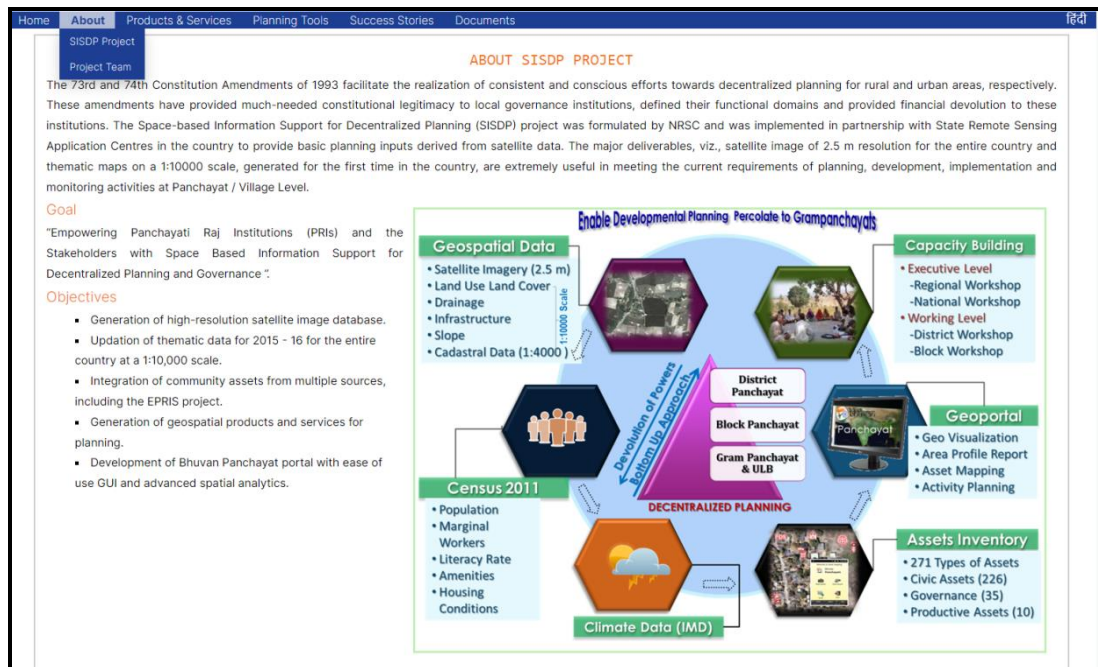 Home About Products & Services Planning Tools Success Stories Documents हिंदी
SISDP Project
Project Team
ABOUT SISDP PROJECT
The 73rd and 74th Constitution Amendments of 1993 facilitate the realization of consistent and conscious efforts towards decentralized planning for rural and urban areas, respectively.
These amendments have provided much-needed constitutional legitimacy to local governance institutions, defined their functional domains and provided financial devolution to these
institutions. The Space-based Information Support for Decentralized Planning (SISDP) project was formulated by NRSC and was implemented in partnership with State Remote Sensing
Application Centres in the country to provide basic planning inputs derived from satellite data. The major deliverables, viz., satellite image of 2.5 m resolution for the entire country and
thematic maps on a 1:10000 scale, generated for the first time in the country, are extremely useful in meeting the current requirements of planning, development, implementation and
monitoring activities at Panchayat / Village Level.
Goal
"Empowering Panchayati Raj Institutions (PRIs) and the
Stakeholders with Space Based Information Support for
Decentralized Planning and Governance ".
Objectives
▪ Generation of high-resolution satellite image database.
▪ Updation of thematic data for 2015 - 16 for the entire
country at a 1:10,000 scale.
▪ Integration of community assets from multiple sources,
including the EPRIS project.
▪ Generation of geospatial products and services for
planning.
▪ Development of Bhuvan Panchayat portal with ease of
use GUI and advanced spatial analytics.
Enable Developmental Planning Percolate to Grampanchayats
Geospatial Data
• Satellite Imagery (2.5 m)
• Land Use Land Cover
• Drainage
• Infrastructure
• Slope
• Cadastral Data (1:4000 )
1:10000 Scale
Capacity Building
• Executive Level
-Regional Workshop
-National Workshop
• Working Level
-District Workshop
-Block Workshop
Devolution of Powers
Bottom Up Approach
District
Panchayat
Block Panchayat
Gram Panchayat
& ULB
DECENTRALIZED PLANNING
Panchayat
Geoportal
• Geo Visualization
• Area Profile Report
• Asset Mapping
• Activity Planning
Census 2011
• Population
• Marginal
Workers
• Literacy Rate
• Amenities
• Housing
Conditions
Climate Data (IMD)
Assets Inventory
• 271 Types of Assets
• Civic Assets (226)
• Governance (35)
• Productive Assets (10)